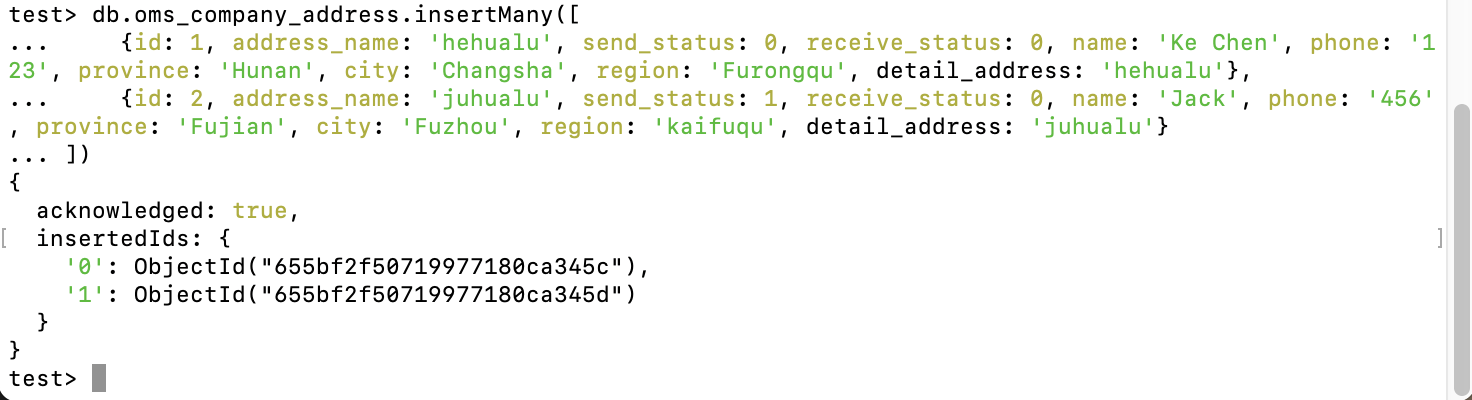 test> db.oms_company_address.insertMany([
...     {id: 1, address_name: 'hehualu', send_status: 0, receive_status: 0, name: 'Ke Chen', phone: '1
23', province: 'Hunan', city: 'Changsha', region: 'Furongqu', detail_address: 'hehualu'},
...     {id: 2, address_name: 'juhualu', send_status: 1, receive_status: 0, name: 'Jack', phone: '456'
, province: 'Fujian', city: 'Fuzhou', region: 'kaifuqu', detail_address: 'juhualu'}
... ])
{
  acknowledged: true,
[ insertedIds: { ]
    '0': ObjectId("655bf2f50719977180ca345c"),
    '1': ObjectId("655bf2f50719977180ca345d")
  }
}
test>